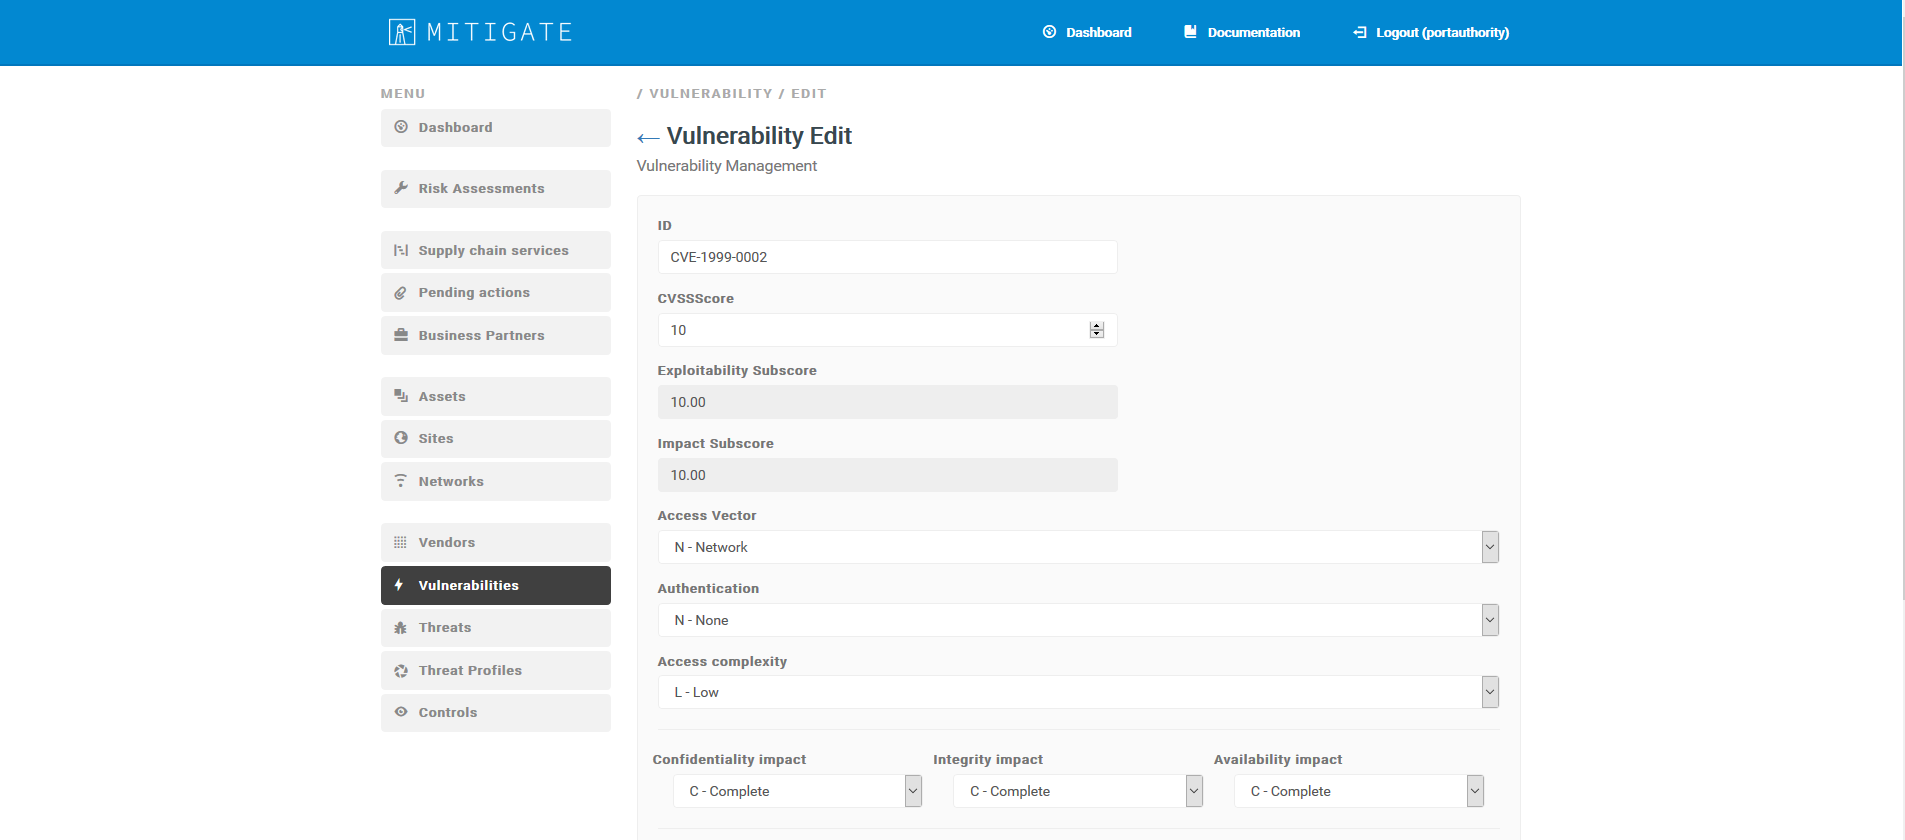 MITIGATE
Dashboard
Documentation
Logout (portauthority)
MENU
Dashboard
Risk Assessments
Supply chain services
Pending actions
Business Partners
Assets
Sites
Networks
Vendors
Vulnerabilities
Threats
Threat Profiles
Controls
/ VULNERABILITY / EDIT
← Vulnerability Edit
Vulnerability Management
ID
CVE-1999-0002
CVSSScore
10
Exploitability Subscore
10.00
Impact Subscore
10.00
Access Vector
N - Network
Authentication
N - None
Access complexity
L - Low
Confidentiality impact
C - Complete
Integrity impact
C - Complete
Availability impact
C - Complete